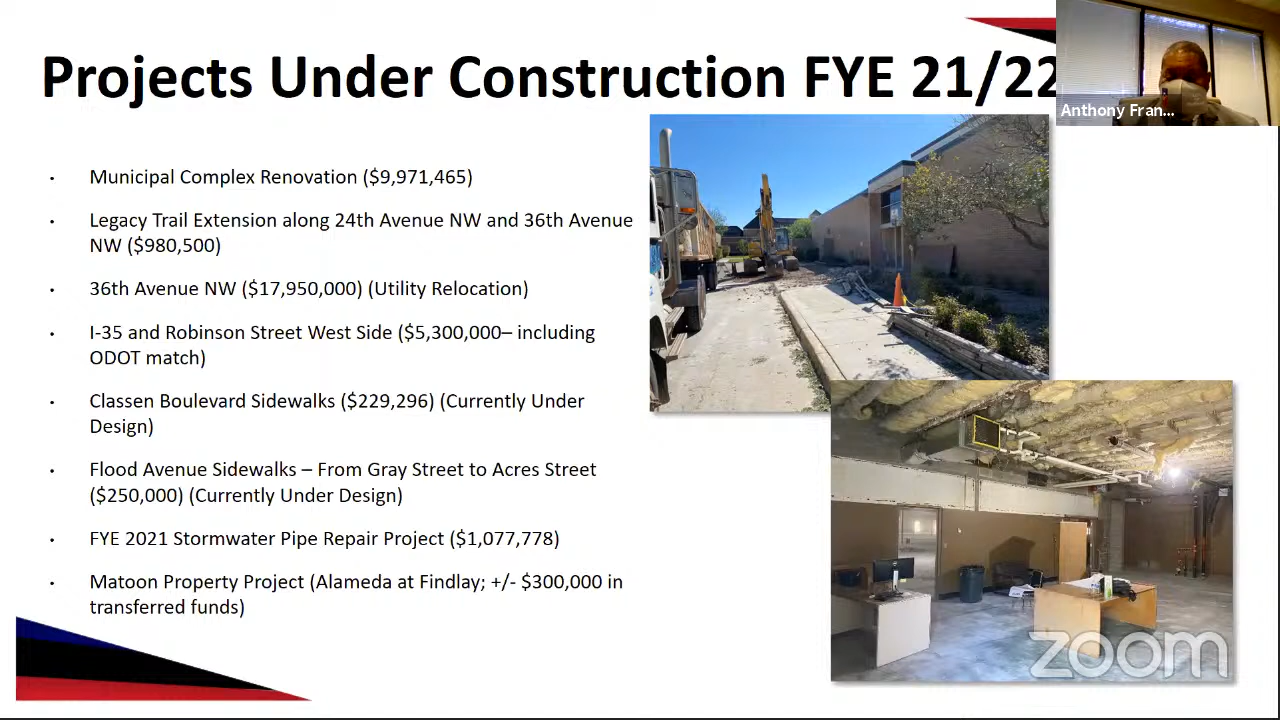 Projects Under Construction FYE 21/22
Anthony Fran...
• Municipal Complex Renovation ($9,971,465)
• Legacy Trail Extension along 24th Avenue NW and 36th Avenue
NW ($980,500)
• 36th Avenue NW ($17,950,000) (Utility Relocation)
• I-35 and Robinson Street West Side ($5,300,000– including
ODOT match)
• Classen Boulevard Sidewalks ($229,296) (Currently Under
Design)
• Flood Avenue Sidewalks – From Gray Street to Acres Street
($250,000) (Currently Under Design)
• FYE 2021 Stormwater Pipe Repair Project ($1,077,778)
• Matoon Property Project (Alameda at Findlay; +/- $300,000 in
transferred funds)
zoom